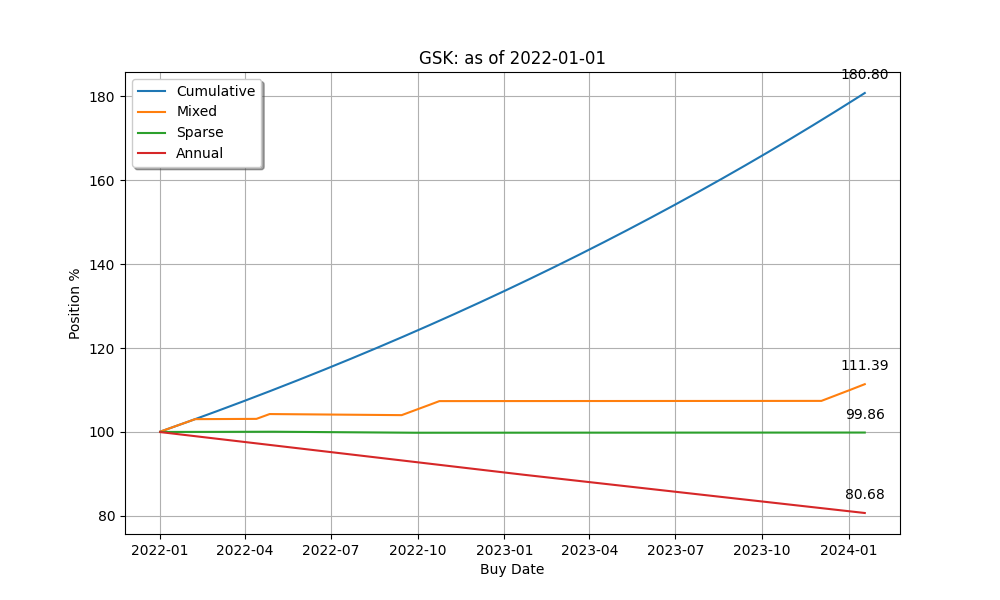 GSK: as of 2022-01-01
180.80
180
Cumulative
Mixed
Sparse
Annual
160
140
Position %
120
111.39
99.86
100
80.68
80
2022-01 2022-04 2022-07 2022-10 2023-01 2023-04 2023-07 2023-10 2024-01
Buy Date